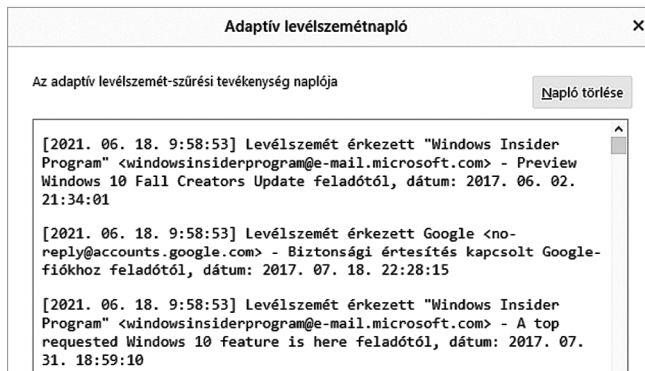 Adaptív levélszemétnapló
Az adaptív levélszemét-szűrési tevékenység naplója
Napló törlése
[2021. 06. 18. 9:58:53] Levélszemét érkezett "Windows Insider
Program" <windowsinsiderprogram@e-mail.microsoft.com> - Preview
Windows 10 Fall Creators Update feladótól, dátum: 2017. 06. 02.
21:34:01
[2021. 06. 18. 9:58:53] Levélszemét érkezett Google <no-
reply@accounts.google.com> - Biztonsági értesítés kapcsolt Google-
fiókhoz feladótól, dátum: 2017. 07. 18. 22:28:15
[2021. 06. 18. 9:58:53] Levélszemét érkezett "Windows Insider
Program" <windowsinsiderprogram@e-mail.microsoft.com> - A top
requested Windows 10 feature is here feladótól, dátum: 2017. 07.
31. 18:59:10